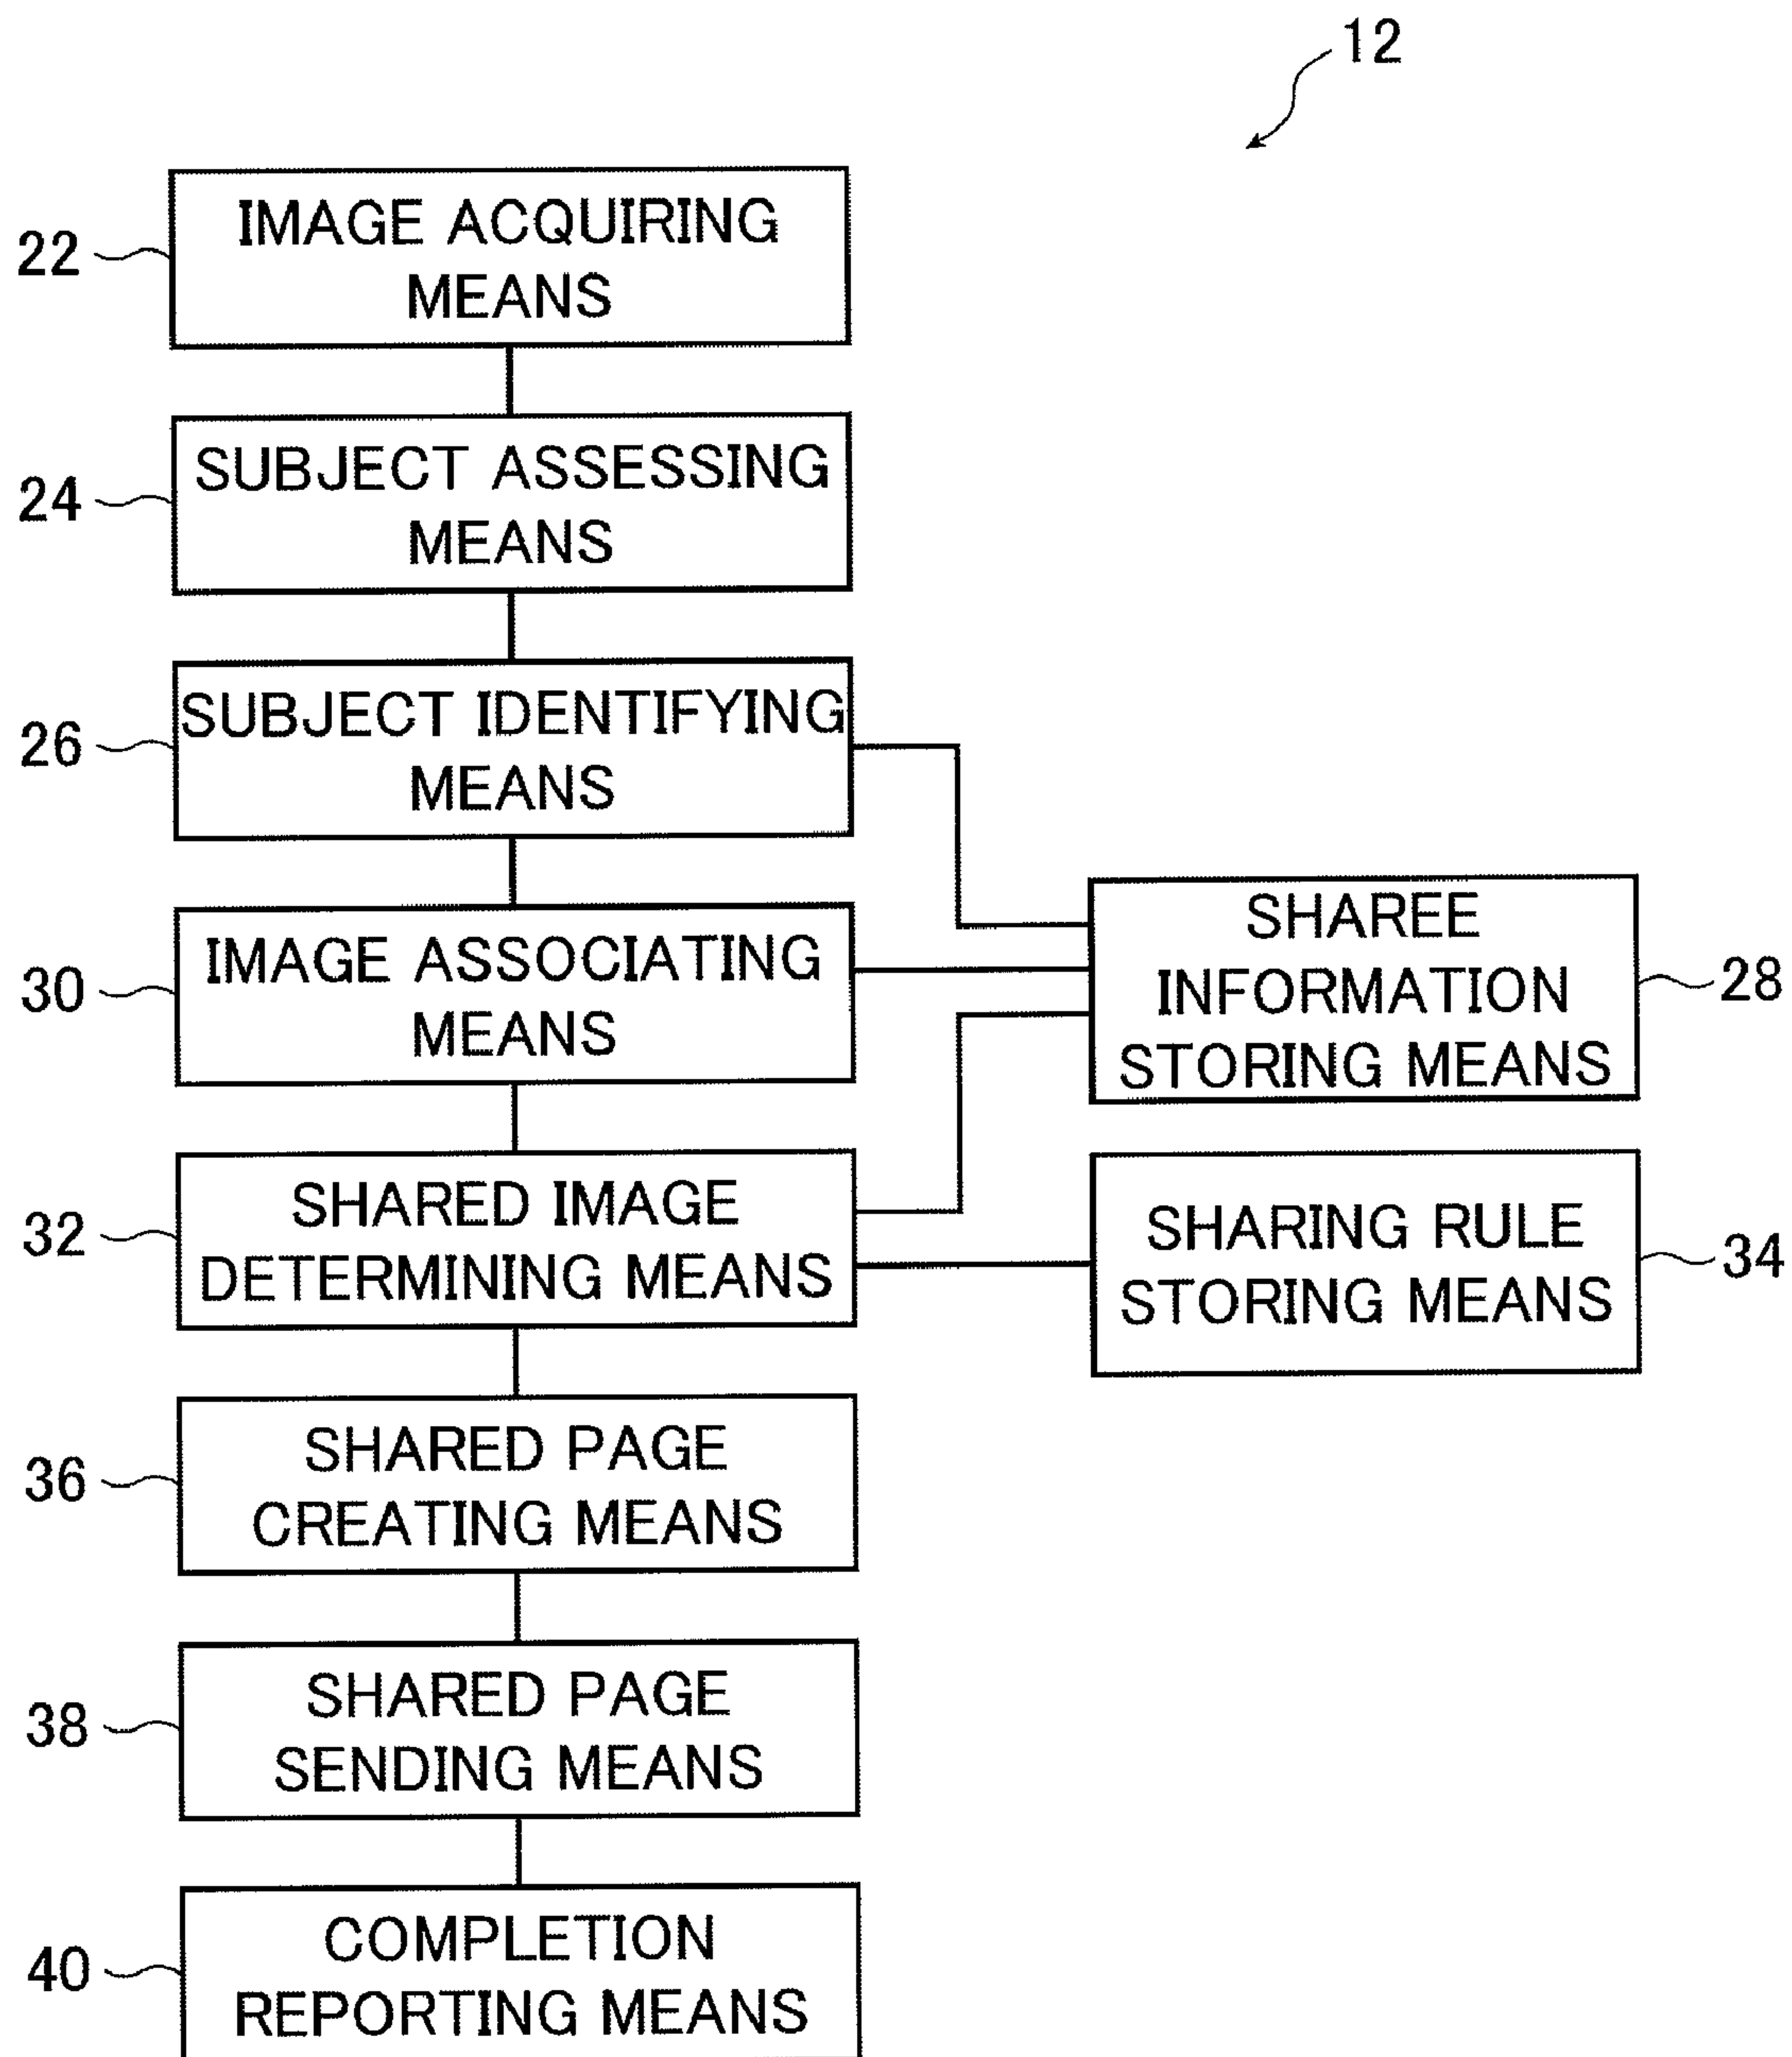 12
22
IMAGE ACQUIRING
MEANS
24
SUBJECT ASSESSING
MEANS
26
SUBJECT IDENTIFYING
MEANS
30
IMAGE ASSOCIATING
MEANS
SHAREE
INFORMATION
STORING MEANS
28
32
SHARED IMAGE
DETERMINING MEANS
SHARING RULE
STORING MEANS
34
36
SHARED PAGE
CREATING MEANS
38
SHARED PAGE
SENDING MEANS
40
COMPLETION
REPORTING MEANS